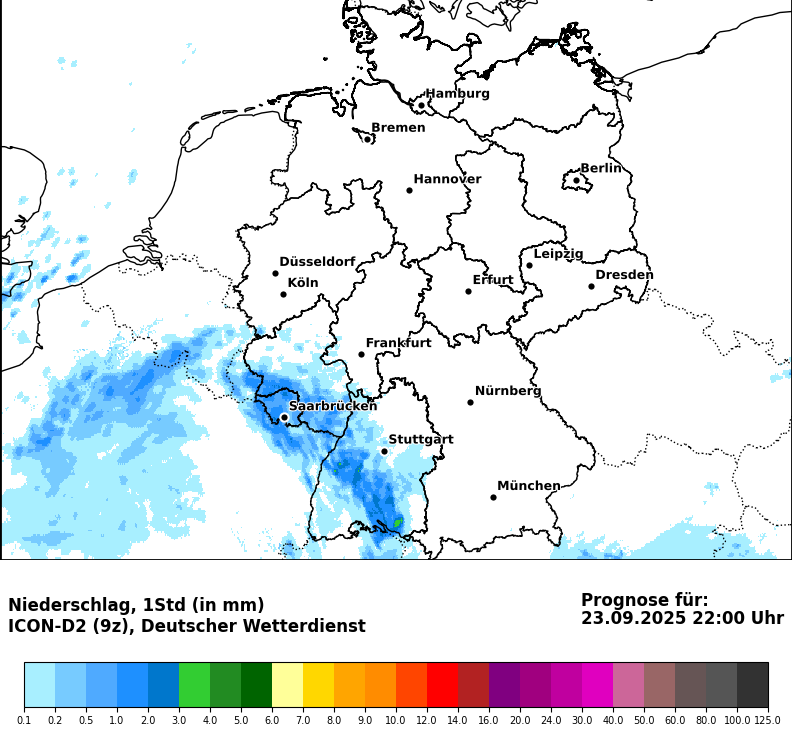 Hamburg
Bremen
Berlin
Hannover
Leipzig
Düsseldorf
Dresden
Köln
Erfurt
Frankfurt
Nürnberg
Saarbrücken
Stuttgart
München
Niederschlag, 1Std (in mm)
ICON-D2 (9z), Deutscher Wetterdienst
Prognose für:
23.09.2025 22:00 Uhr
0.1 0.2 0.5 1.0 2.0 3.0 4.0 5.0 6.0 7.0 8.0 9.0 10.0 12.0 14.0 16.0 20.0 24.0 30.0 40.0 50.0 60.0 80.0 100.0 125.0